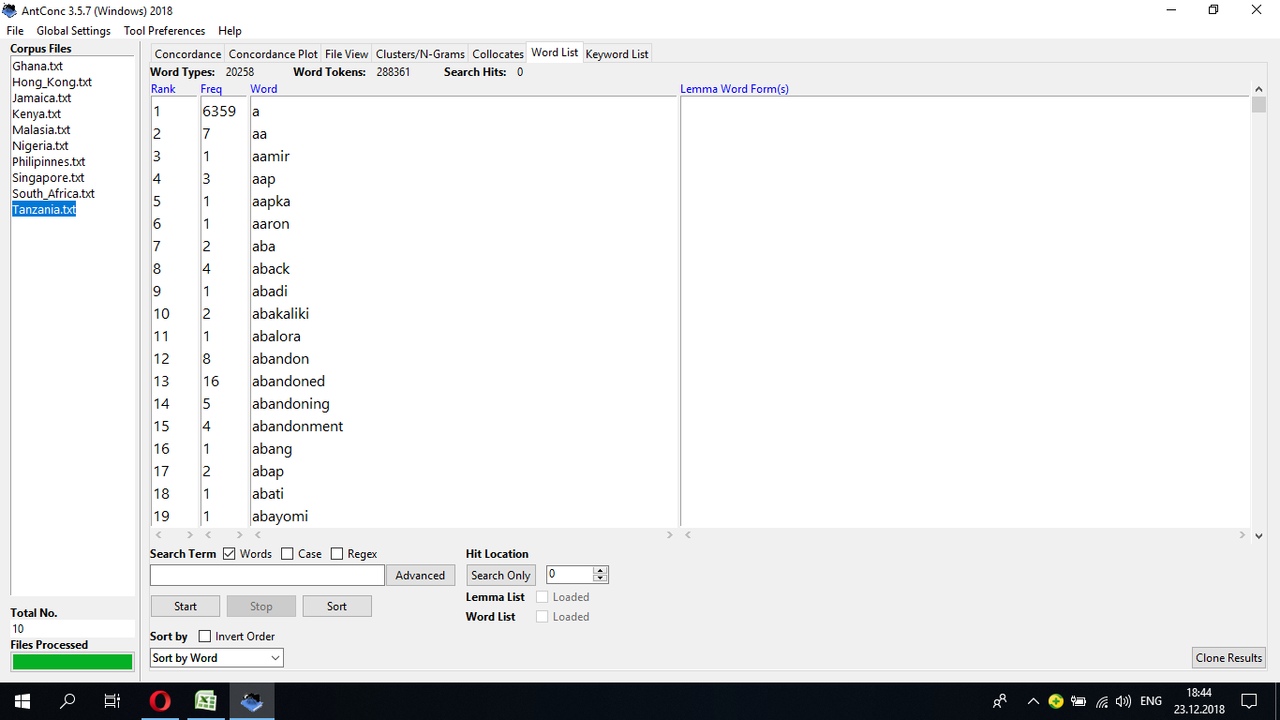 AntConc 3.5.7 (Windows) 2018
File Global Settings Tool Preferences Help
Corpus Files
Ghana.txt
Hong_Kong.txt
Jamaica.txt
Kenya.txt
Malasia.txt
Nigeria.txt
Philipinnes.txt
Singapore.txt
South_Africa.txt
Tanzania.txt
Total No.
10
Files Processed
Concordance Concordance Plot File View Clusters/N-Grams Collocates Word List Keyword List
Word Types: 20258 Word Tokens: 288361 Search Hits: 0
Rank Freq Word Lemma Word Form(s)
1 6359 a
2 7 aa
3 1 aamir
4 3 aap
5 1 aapka
6 1 aaron
7 2 aba
8 4 aback
9 1 abadi
10 2 abakaliki
11 1 abalora
12 8 abandon
13 16 abandoned
14 5 abandoning
15 4 abandonment
16 1 abang
17 2 abap
18 1 abati
19 1 abayomi
Search Term Words Case Regex Hit Location
Advanced Search Only 0
Lemma List Loaded
Start Stop Sort
Word List Loaded
Sort by Invert Order
Sort by Word
Clone Results
ENG
18:44
23.12.2018